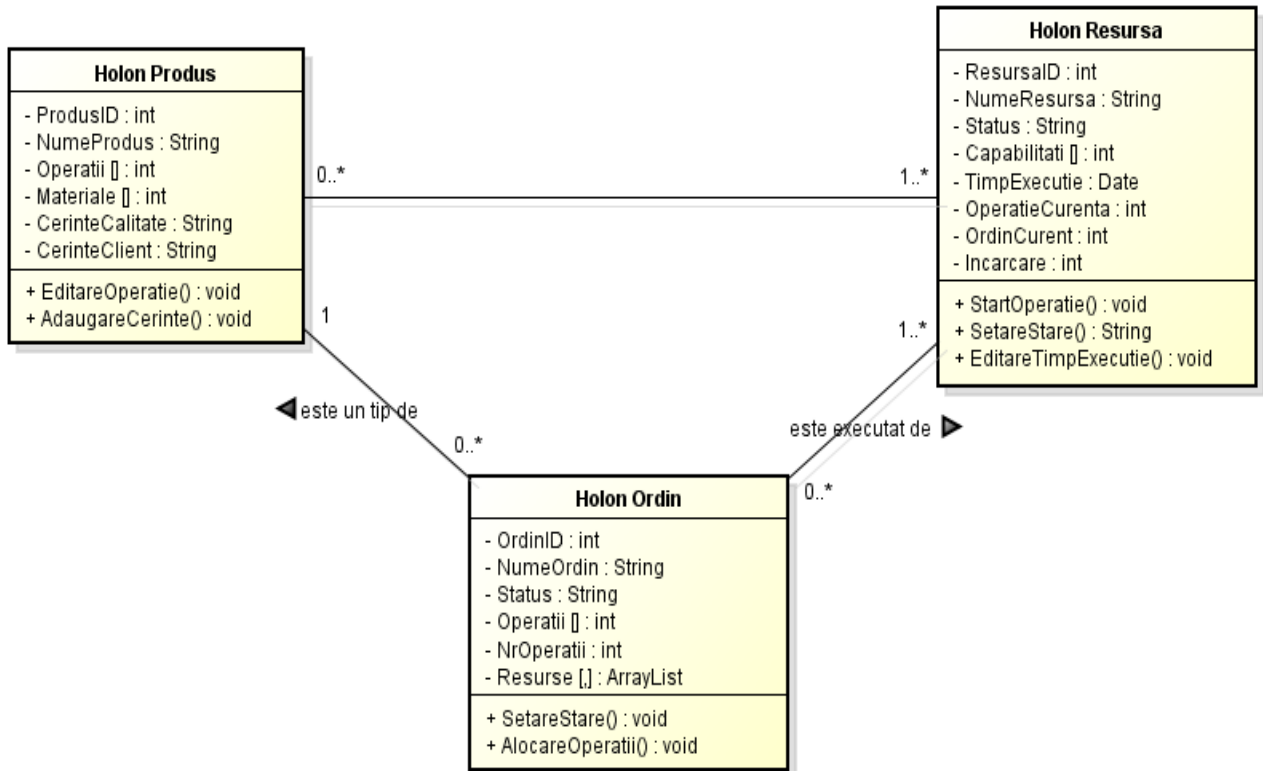 Holon Produs
- ProdusID : int
- NumeProdus : String
- Operatii [] : int
- Materiale [] : int
- CerinteCalitate : String
- CerinteClient : String
+ EditareOperatie() : void
+ AdaugareCerinte() : void
Holon Resursa
- ResursaID : int
- NumeResursa : String
- Status : String
- Capabilitati [] : int
- TimpExecutie : Date
- OperatieCurenta : int
- OrdinCurent : int
- Incarcare : int
+ StartOperatie() : void
+ SetareStare() : String
+ EditareTimpExecutie() : void
0..*
1..*
1
1..*
este un tip de
este executat de
0..*
0..*
Holon Ordin
- OrdinID : int
- NumeOrdin : String
- Status : String
- Operatii [] : int
- NrOperatii : int
- Resurse [,] : ArrayList
+ SetareStare() : void
+ AlocareOperatii() : void